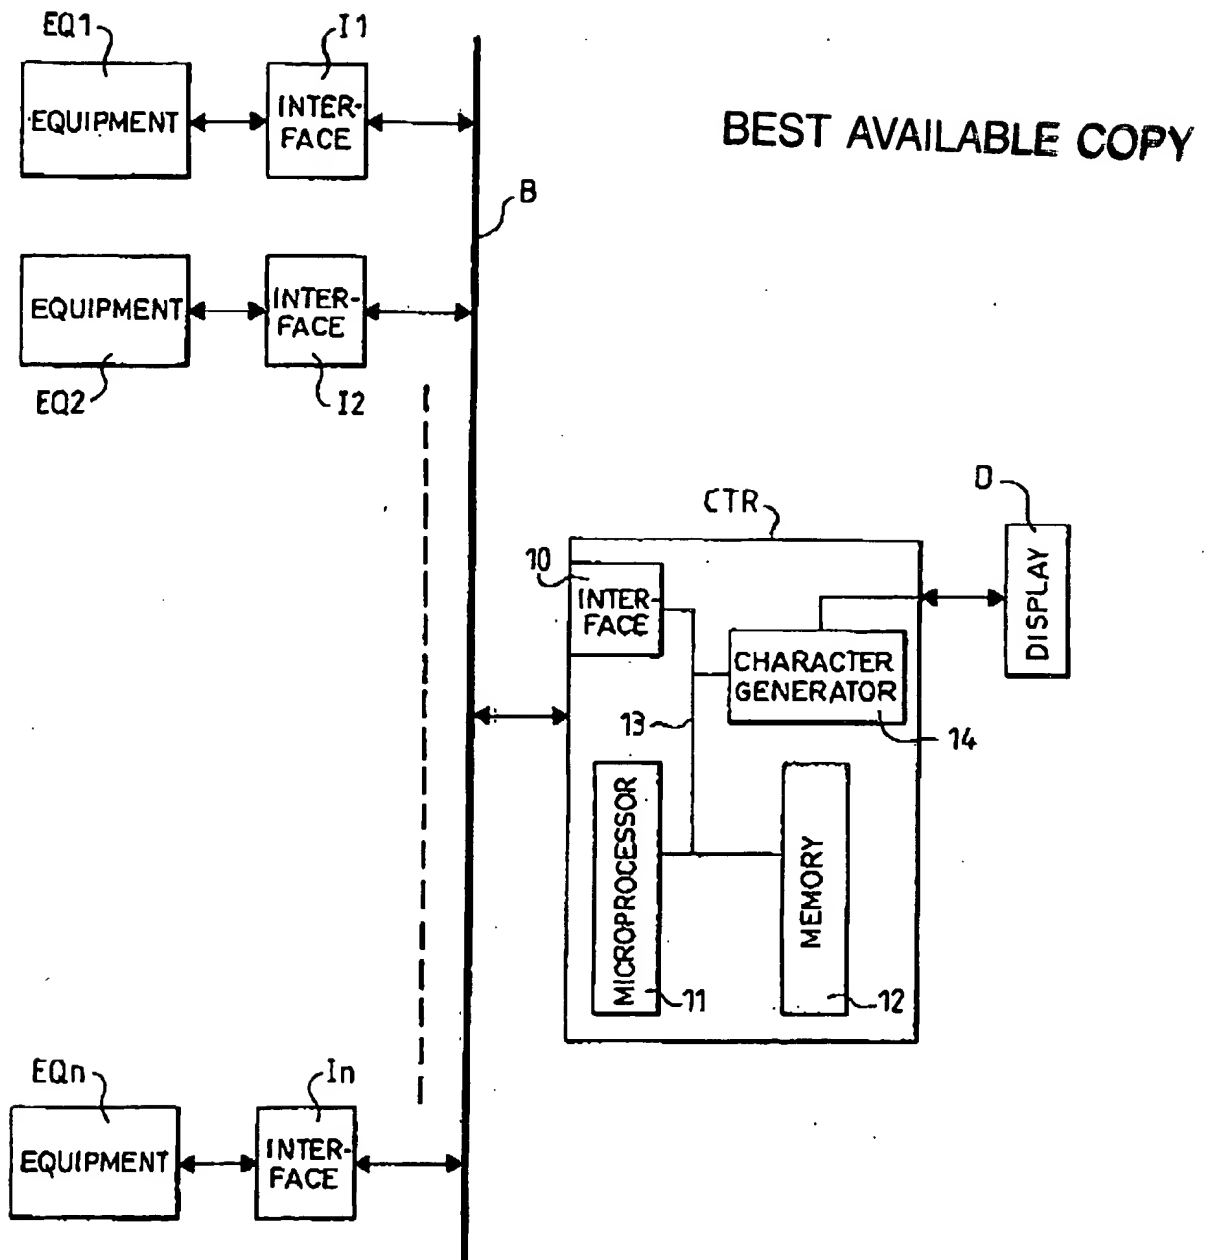 EQ1
I1
EQUIPMENT
INTER-
FACE
BEST AVAILABLE COPY
B
EQUIPMENT
INTER-
FACE
EQ2
I2
D
CTR
10
INTER-
FACE
DISPLAY
CHARACTER
GENERATOR
13
14
MICROPROCESSOR
MEMORY
11
12
EQn
In
EQUIPMENT
INTER-
FACE